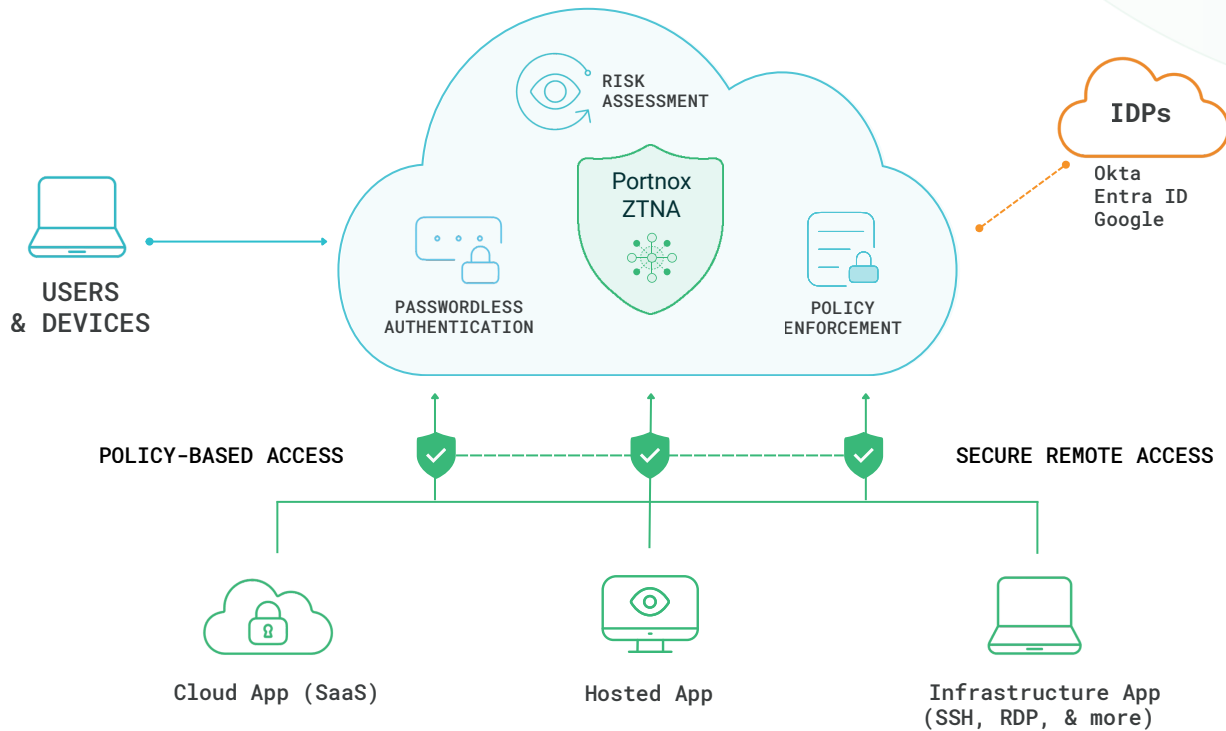 RISK
ASSESSMENT
IDPs
Okta
Entra ID
Google
Portnox
ZTNA
USERS
& DEVICES
PASSWORDLESS
AUTHENTICATION
POLICY
ENFORCEMENT
POLICY-BASED ACCESS
SECURE REMOTE ACCESS
Cloud App (SaaS)
Hosted App
Infrastructure App
(SSH, RDP, & more)